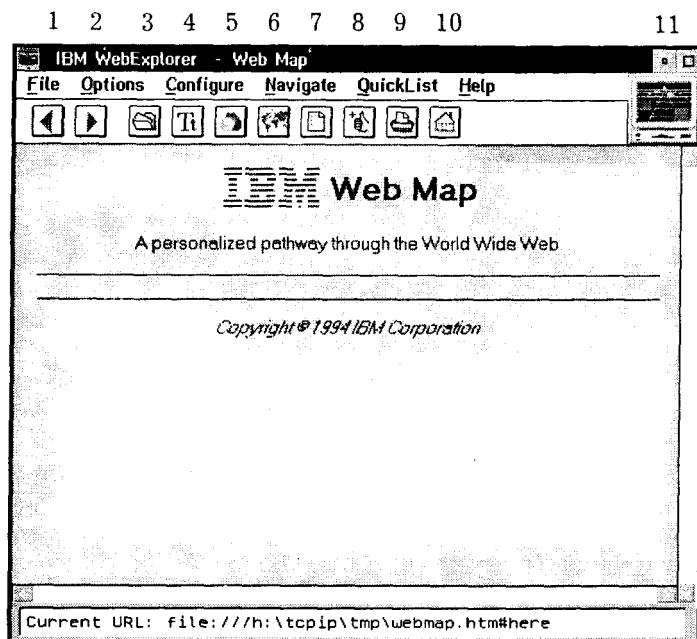 1 2 3 4 5 6 7 8 9 10 11
IBM WebExplorer - Web Map
File Options Configure Navigate QuickList Help
Tt
IBM Web Map
A personalized pathway through the World Wide Web
Copyright © 1994 IBM Corporation
Current URL: file:///h:\tcpip\tmp\webmap.htm#here